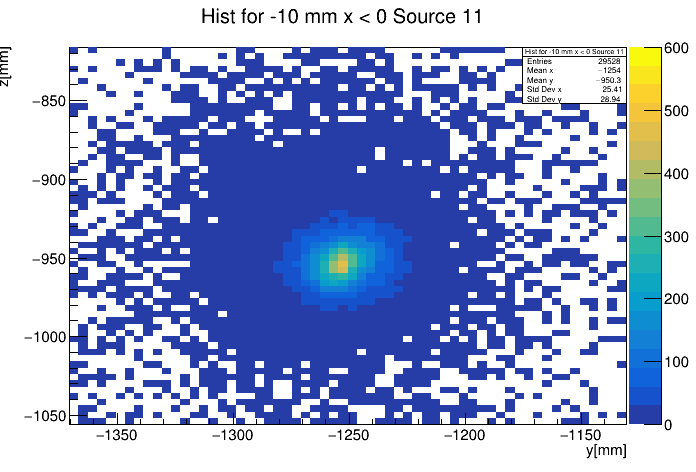 Hist for -10 mm x < 0 Source 11
z[mm]
Hist for -10 mm x < 0 Source 11
Entries 29528
Mean x −1254
Mean y −950.3
Std Dev x 25.41
Std Dev y 28.94
600
500
400
300
200
100
0
−850
−900
−950
−1000
−1050
−1350 −1300 −1250 −1200 −1150
y[mm]